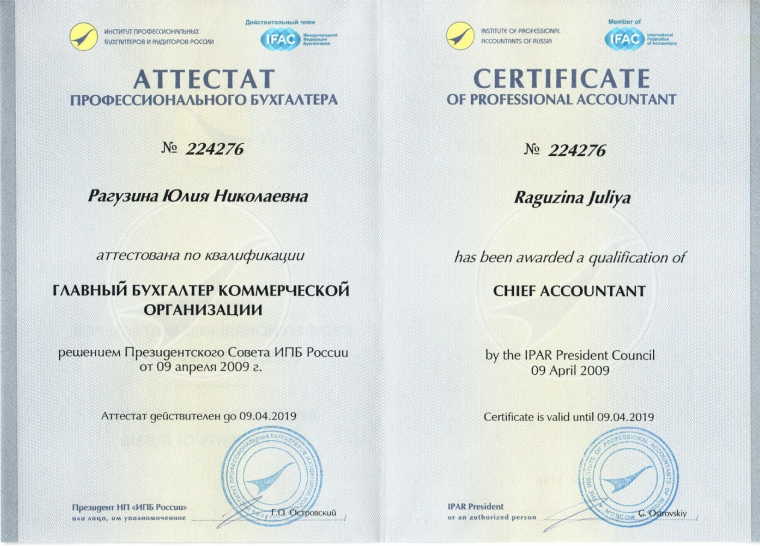 ИНСТИТУТ ПРОФЕССИОНАЛЬНЫХ
БУХГАЛТЕРОВ И АУДИТОРОВ РОССИИ
Действительный член
IFAC
Международной
Федерации
Бухгалтеров
АТТЕСТАТ
ПРОФЕССИОНАЛЬНОГО БУХГАЛТЕРА
№ 224276
Рагузина Юлия Николаевна
аттестована по квалификации
ГЛАВНЫЙ БУХГАЛТЕР КОММЕРЧЕСКОЙ
ОРГАНИЗАЦИИ
решением Президентского Совета ИПБ России
от 09 апреля 2009 г.
Аттестат действителен до 09.04.2019
Президент НП «ИПБ России»
или лицо, им уполномоченное
Г.О. Островский
INSTITUTE OF PROFESSIONAL
ACCOUNTANTS OF RUSSIA
Member of
IFAC
International
Federation
of Accountants
CERTIFICATE
OF PROFESSIONAL ACCOUNTANT
№ 224276
Raguzina Juliya
has been awarded a qualification of
CHIEF ACCOUNTANT
by the IPAR President Council
09 April 2009
Certificate is valid until 09.04.2019
IPAR President
or an authorized person
G. Ostrovskiy